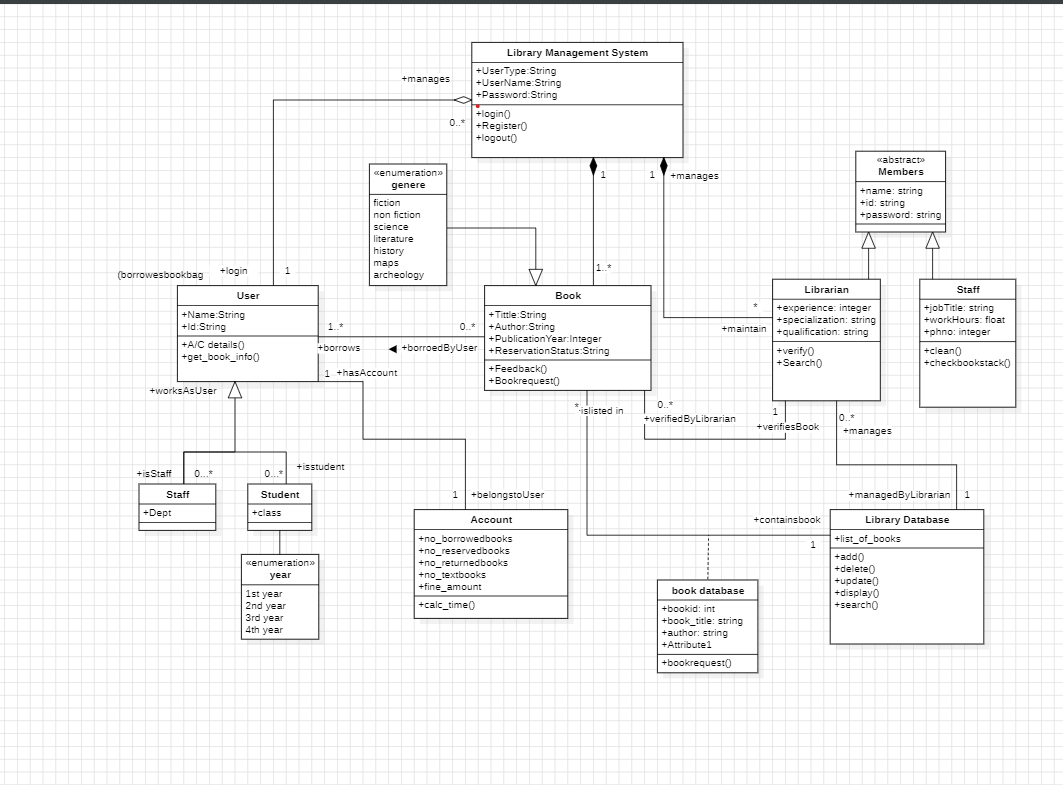 Library Management System
+UserType:String
+UserName:String
+Password:String
+login()
+Register()
+logout()
+manages
0..*
1
1
+manages
«enumeration»
genere
fiction
non fiction
science
literature
history
maps
archeology
«abstract»
Members
+name: string
+id: string
+password: string
(borrowesbookbag
+login
1
1..*
User
+Name:String
+Id:String
+A/C details()
+get_book_info()
1..*
0..*
+borrows
+borroedByUser
Book
+Tittle:String
+Author:String
+PublicationYear:Integer
+ReservationStatus:String
+Feedback()
+Bookrequest()
*
+maintain
Librarian
+experience: integer
+specialization: string
+qualification: string
+verify()
+Search()
Staff
+jobTitle: string
+workHours: float
+phno: integer
+clean()
+checkbookstack()
+worksAsUser
1
+hasAccount
*
-islisted in
0..*
+verifiedByLibrarian
1
+verifiesBook
0..*
+manages
+isStaff
0...*
0...*
+isstudent
Staff
+Dept
Student
+class
«enumeration»
year
1st year
2nd year
3rd year
4th year
1
+belongstoUser
Account
+no_borrowedbooks
+no_reservedbooks
+no_returnedbooks
+no_textbooks
+fine_amount
+calc_time()
+managedByLibrarian
1
+containsbook
1
Library Database
+list_of_books
+add()
+delete()
+update()
+display()
+search()
book database
+bookid: int
+book_title: string
+author: string
+Attribute1
+bookrequest()